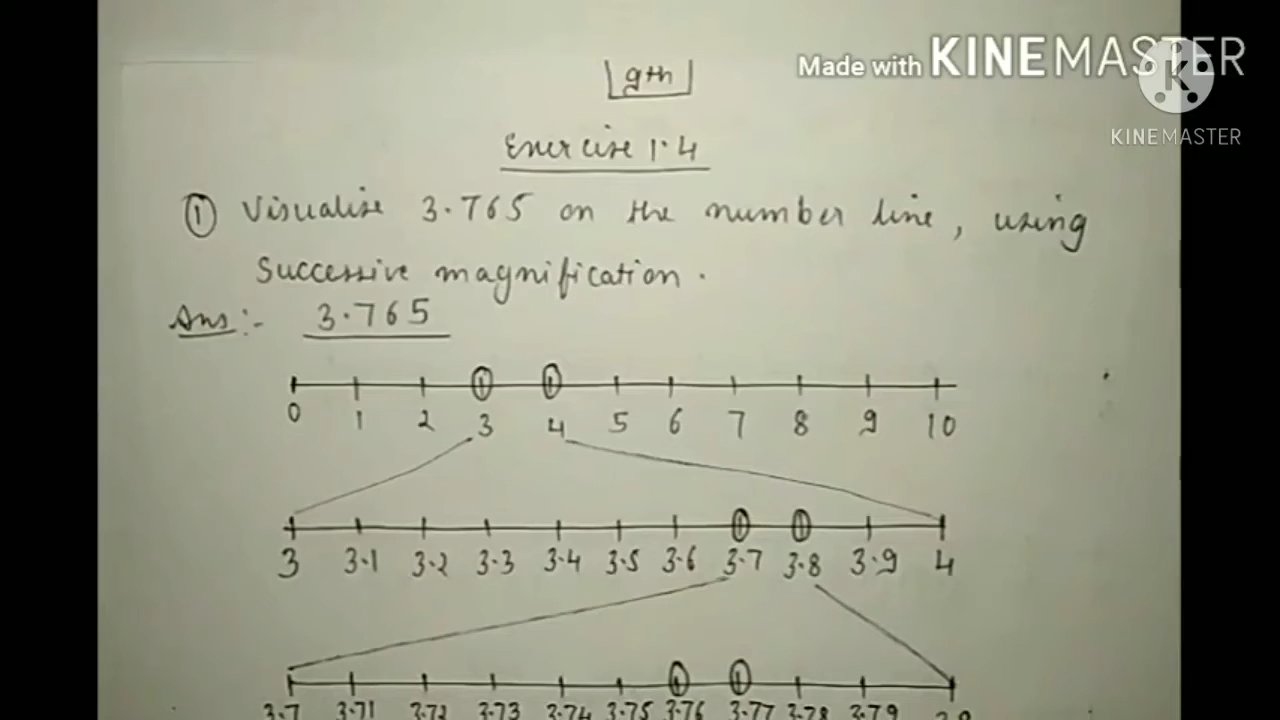 Made with KINEMASTER
K
KINEMASTER
9th
Exercise 1.4
① Visualise 3.765 on the number line, using
Successive magnification.
Ans:- 3.765
0 1 2 3 4 5 6 7 8 9 10
3 3.1 3.2 3.3 3.4 3.5 3.6 3.7 3.8 3.9 4
3.7 3.71 3.72 3.73 3.74 3.75 3.76 3.77 3.78 3.79 3.8